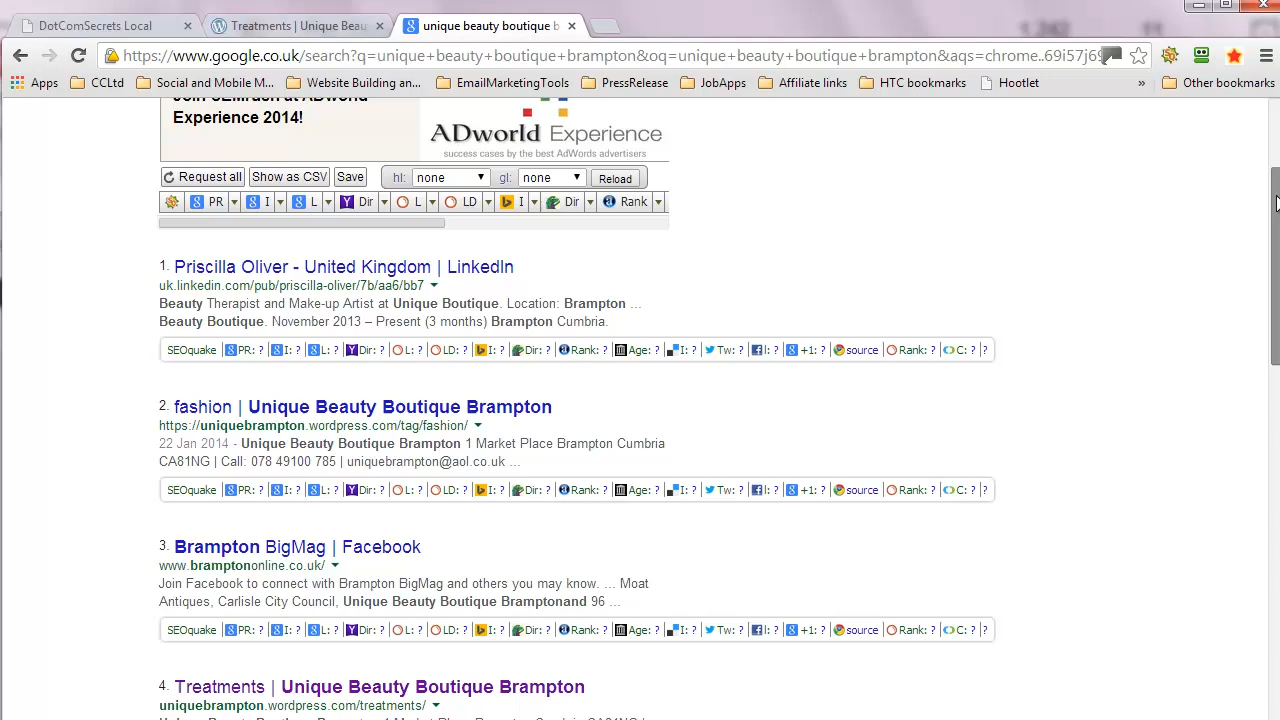 DotComSecrets Local
Treatments | Unique Beau
unique beauty boutique b
https://www.google.co.uk/search?q=unique+beauty+boutique+brampton&oq=unique+beauty+boutique+brampton&aqs=chrome..69i57j69
Apps CCLtd Social and Mobile M... Website Building an... EmailMarketingTools PressRelease JobApps Affiliate links HTC bookmarks Hootlet » Other bookmarks
Experience 2014!
ADworld Experience
success cases by the best AdWords advertisers
Request all Show as CSV Save hl: none gl: none Reload
PR I L Dir L LD I Dir Rank
1. Priscilla Oliver - United Kingdom | LinkedIn
uk.linkedin.com/pub/priscilla-oliver/7b/aa6/bb7
Beauty Therapist and Make-up Artist at Unique Boutique. Location: Brampton ...
Beauty Boutique. November 2013 – Present (3 months) Brampton Cumbria.
SEOquake PR: ? I: ? L: ? Dir: ? L: ? LD: ? I: ? Dir: ? Rank: ? Age: ? I: ? Tw: ? l: ? +1: ? source Rank: ? C: ? ?
2. fashion | Unique Beauty Boutique Brampton
https://uniquebrampton.wordpress.com/tag/fashion/
22 Jan 2014 - Unique Beauty Boutique Brampton 1 Market Place Brampton Cumbria
CA81NG | Call: 078 49100 785 | uniquebrampton@aol.co.uk ...
SEOquake PR: ? I: ? L: ? Dir: ? L: ? LD: ? I: ? Dir: ? Rank: ? Age: ? I: ? Tw: ? l: ? +1: ? source Rank: ? C: ? ?
3. Brampton BigMag | Facebook
www.bramptononline.co.uk/
Join Facebook to connect with Brampton BigMag and others you may know. ... Moat
Antiques, Carlisle City Council, Unique Beauty Boutique Bramptonand 96 ...
SEOquake PR: ? I: ? L: ? Dir: ? L: ? LD: ? I: ? Dir: ? Rank: ? Age: ? I: ? Tw: ? l: ? +1: ? source Rank: ? C: ? ?
4. Treatments | Unique Beauty Boutique Brampton
uniquebrampton.wordpress.com/treatments/